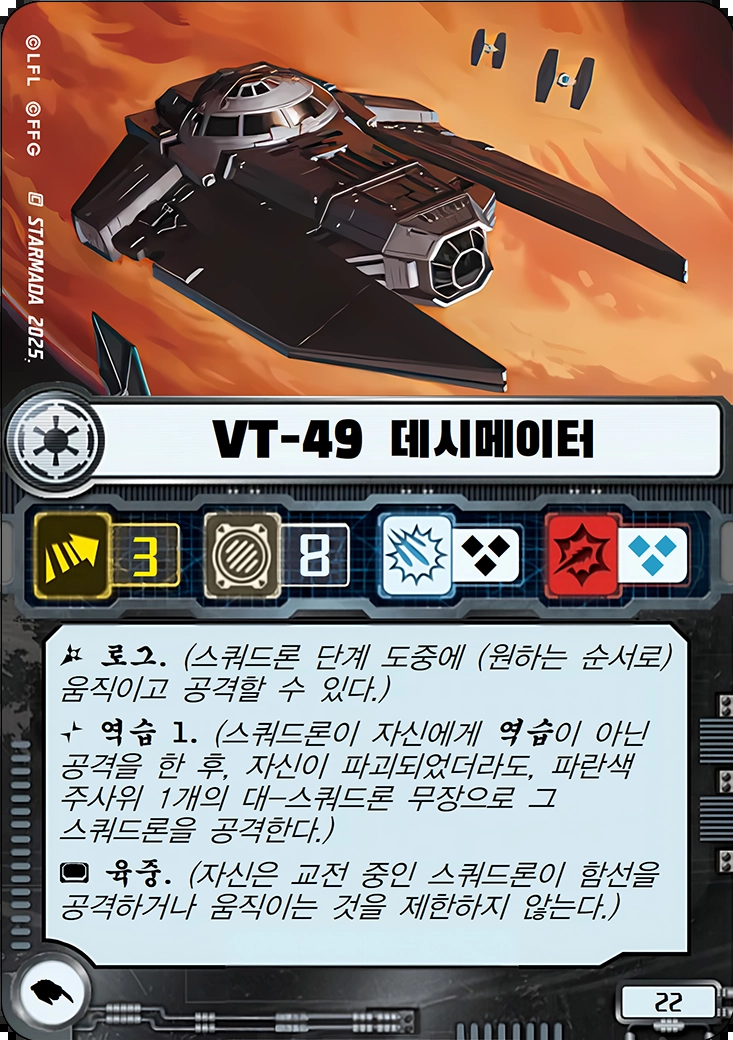 ©LFL ©FFG STARMADA 2025.
VT-49 데시메이터
3 8
로그. (스쿼드론 단계 도중에 (원하는 순서로)
움직이고 공격할 수 있다.)
역습 1. (스쿼드론이 자신에게 역습이 아닌
공격을 한 후, 자신이 파괴되었더라도, 파란색
주사위 1개의 대-스쿼드론 무장으로 그
스쿼드론을 공격한다.)
육중. (자신은 교전 중인 스쿼드론이 함선을
공격하거나 움직이는 것을 제한하지 않는다.)
22